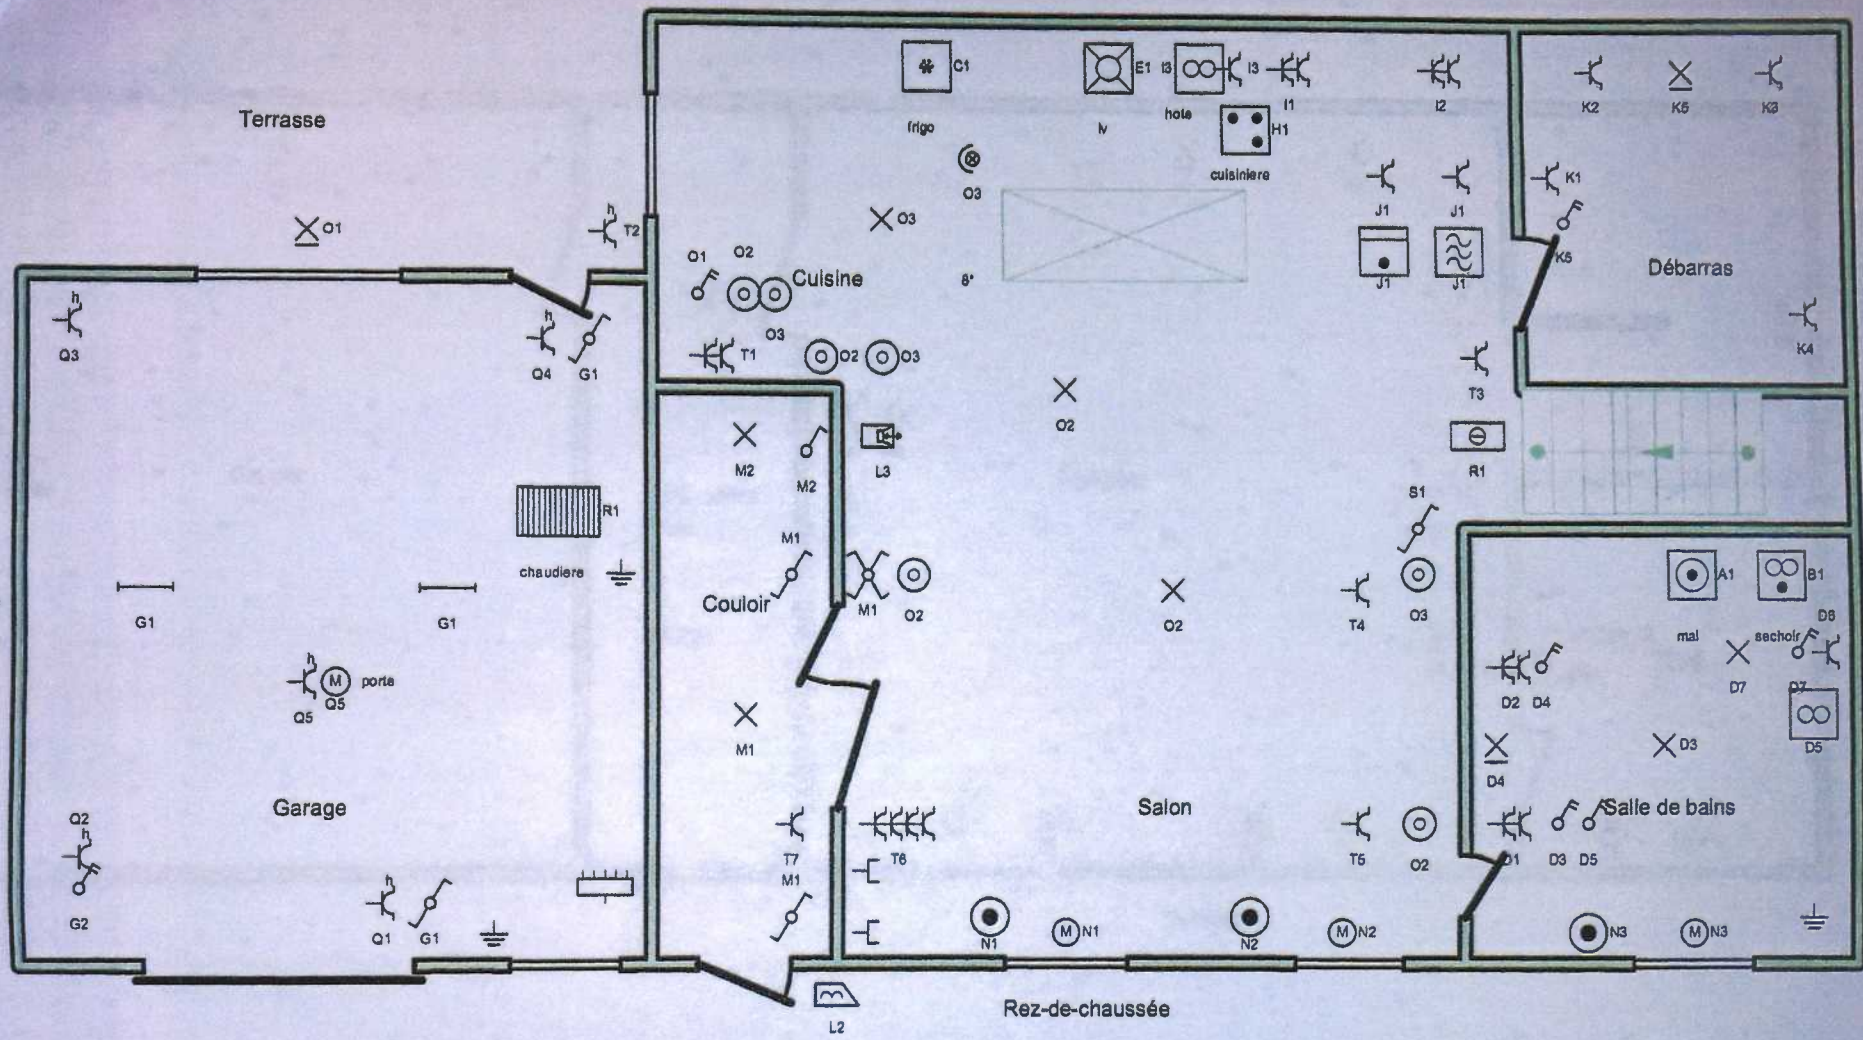 C1
E1
I3
I3
I1
I2
K2
K5
K3
frigo
lv
hote
H1
cuisiniere
Terrasse
O3
J1
J1
K1
O1
h
T2
O3
O1
O2
Cuisine
8*
J1
J1
K5
Débarras
h
Q3
h
Q4
G1
O3
T1
O2
O3
T3
K4
O2
M2
M2
L3
R1
R1
S1
chaudiere
M1
Couloir
M1
O2
O2
T4
O3
A1
B1
G1
G1
mal
sechoir
D6
h
M
porte
Q5
Q5
D2
D4
D7
D7
M1
D4
D3
D5
Garage
Salon
Salle de bains
Q2
h
T7
T6
T5
O2
D1
D3
D5
M1
G2
h
Q1
G1
N1
M
N1
N2
M
N2
N3
M
N3
L2
Rez-de-chaussée